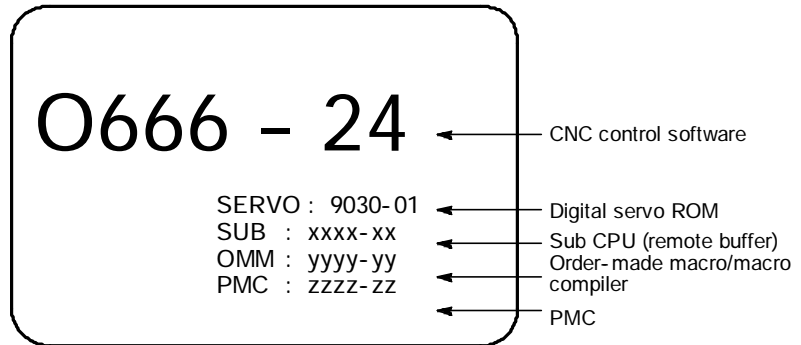 O666 - 24
CNC control software
SERVO : 9030-01
Digital servo ROM
SUB : xxxx-xx
Sub CPU (remote buffer)
OMM : yyyy-yy
Order-made macro/macro
compiler
PMC : zzzz-zz
PMC